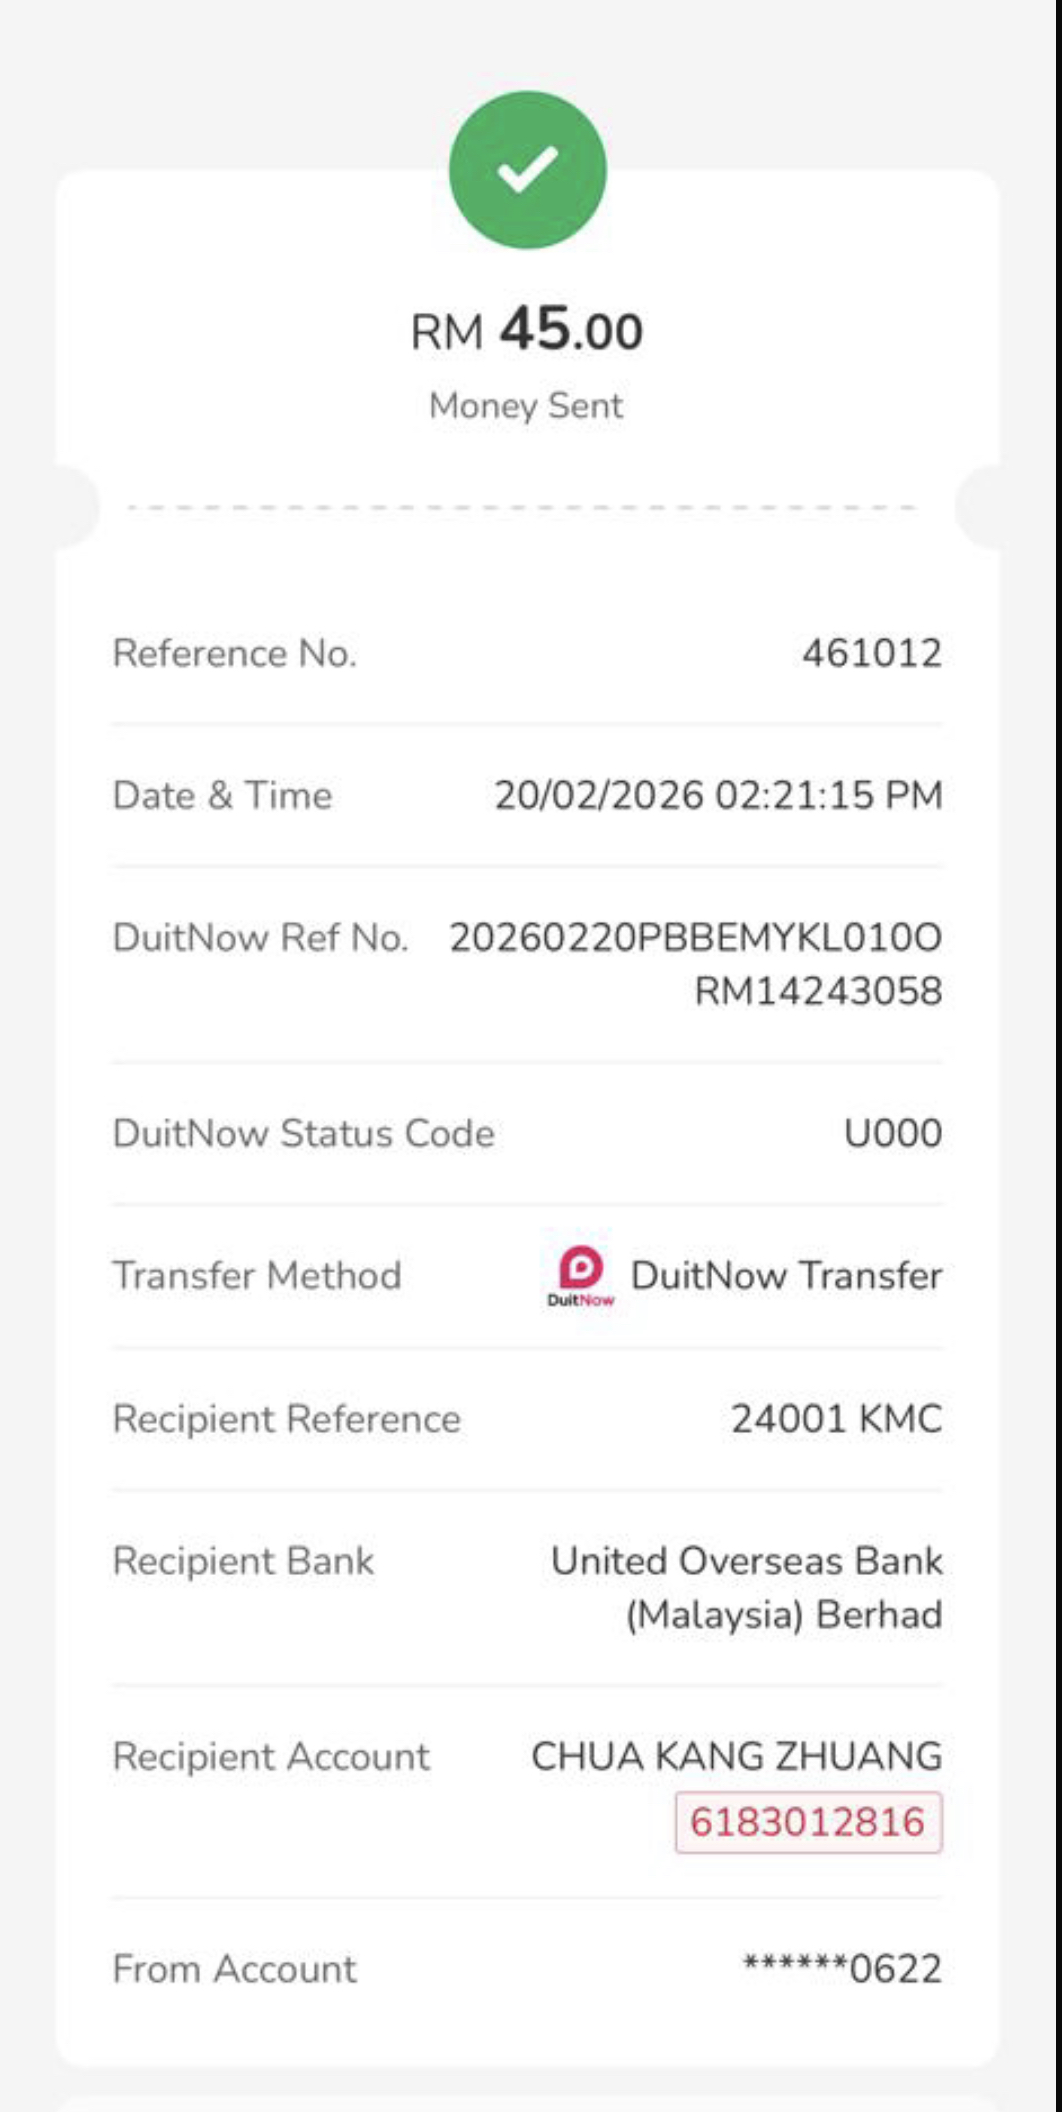 RM 45.00
Money Sent
Reference No. 461012
Date & Time 20/02/2026 02:21:15 PM
DuitNow Ref No. 20260220PBBEMYKL010O
RM14243058
DuitNow Status Code U000
Transfer Method DuitNow DuitNow Transfer
Recipient Reference 24001 KMC
Recipient Bank United Overseas Bank
(Malaysia) Berhad
Recipient Account CHUA KANG ZHUANG
6183012816
From Account ******0622